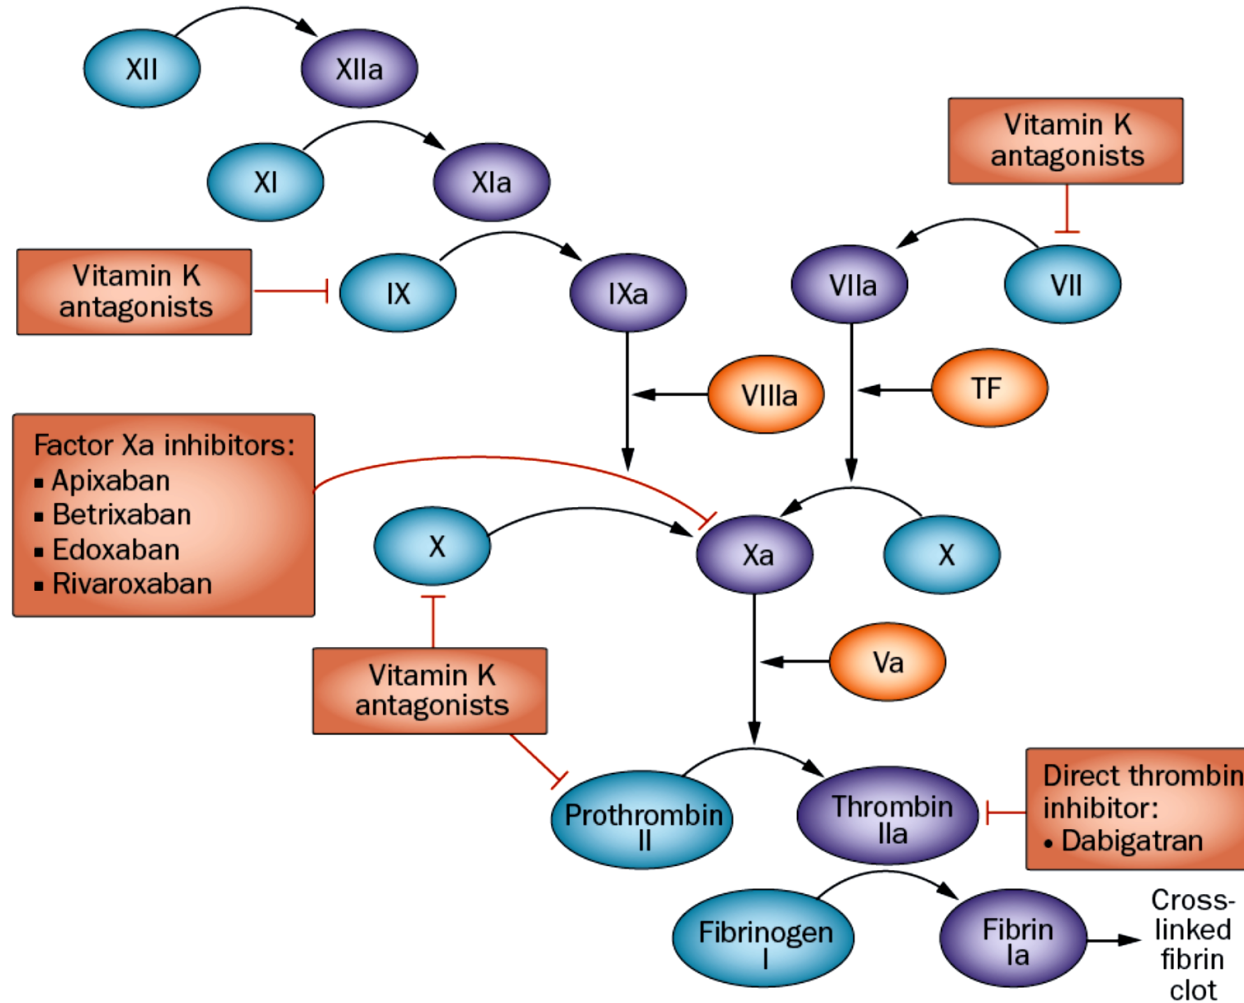 XII
XIIa
XI
XIa
Vitamin K
antagonists
Vitamin K
antagonists
IX
IXa
VIIa
VII
VIIIa
TF
Factor Xa inhibitors:
▪ Apixaban
▪ Betrixaban
▪ Edoxaban
▪ Rivaroxaban
X
Xa
X
Vitamin K
antagonists
Va
Prothrombin
II
Thrombin
IIa
Direct thrombin
inhibitor:
• Dabigatran
Fibrinogen
I
Fibrin
Ia
Cross-
linked
fibrin
clot